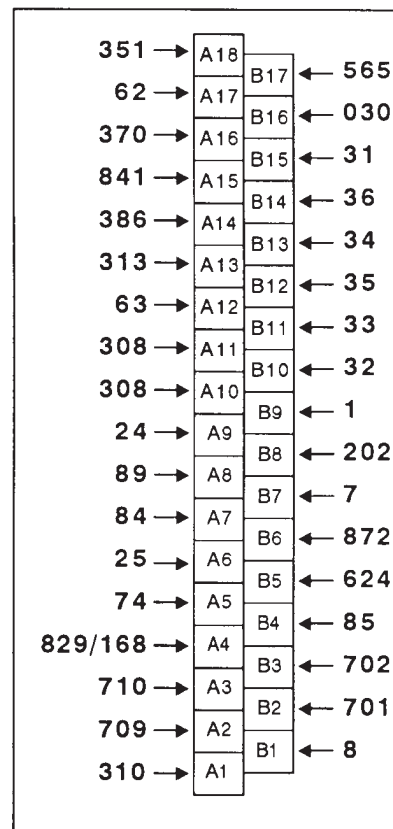 351 → A18
B17 ← 565
62 → A17
B16 ← 030
370 → A16
B15 ← 31
841 → A15
B14 ← 36
386 → A14
B13 ← 34
313 → A13
B12 ← 35
63 → A12
B11 ← 33
308 → A11
B10 ← 32
308 → A10
B9 ← 1
24 → A9
B8 ← 202
89 → A8
B7 ← 7
84 → A7
B6 ← 872
25 → A6
B5 ← 624
74 → A5
B4 ← 85
829/168 → A4
B3 ← 702
710 → A3
B2 ← 701
709 → A2
B1 ← 8
310 → A1